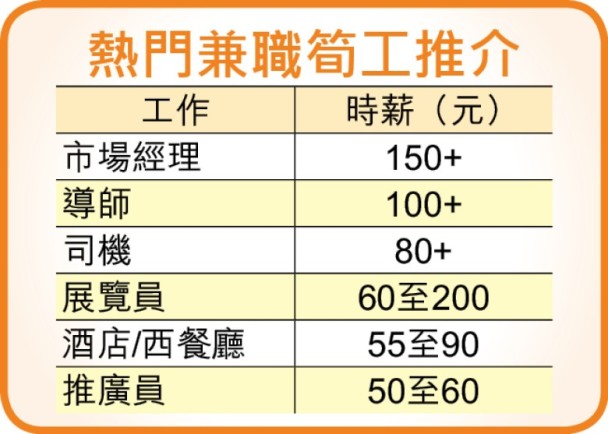 熱門兼職筍工推介
工作 時薪（元）
市場經理 150+
導師 100+
司機 80+
展覽員 60至200
酒店/西餐廳 55至90
推廣員 50至60